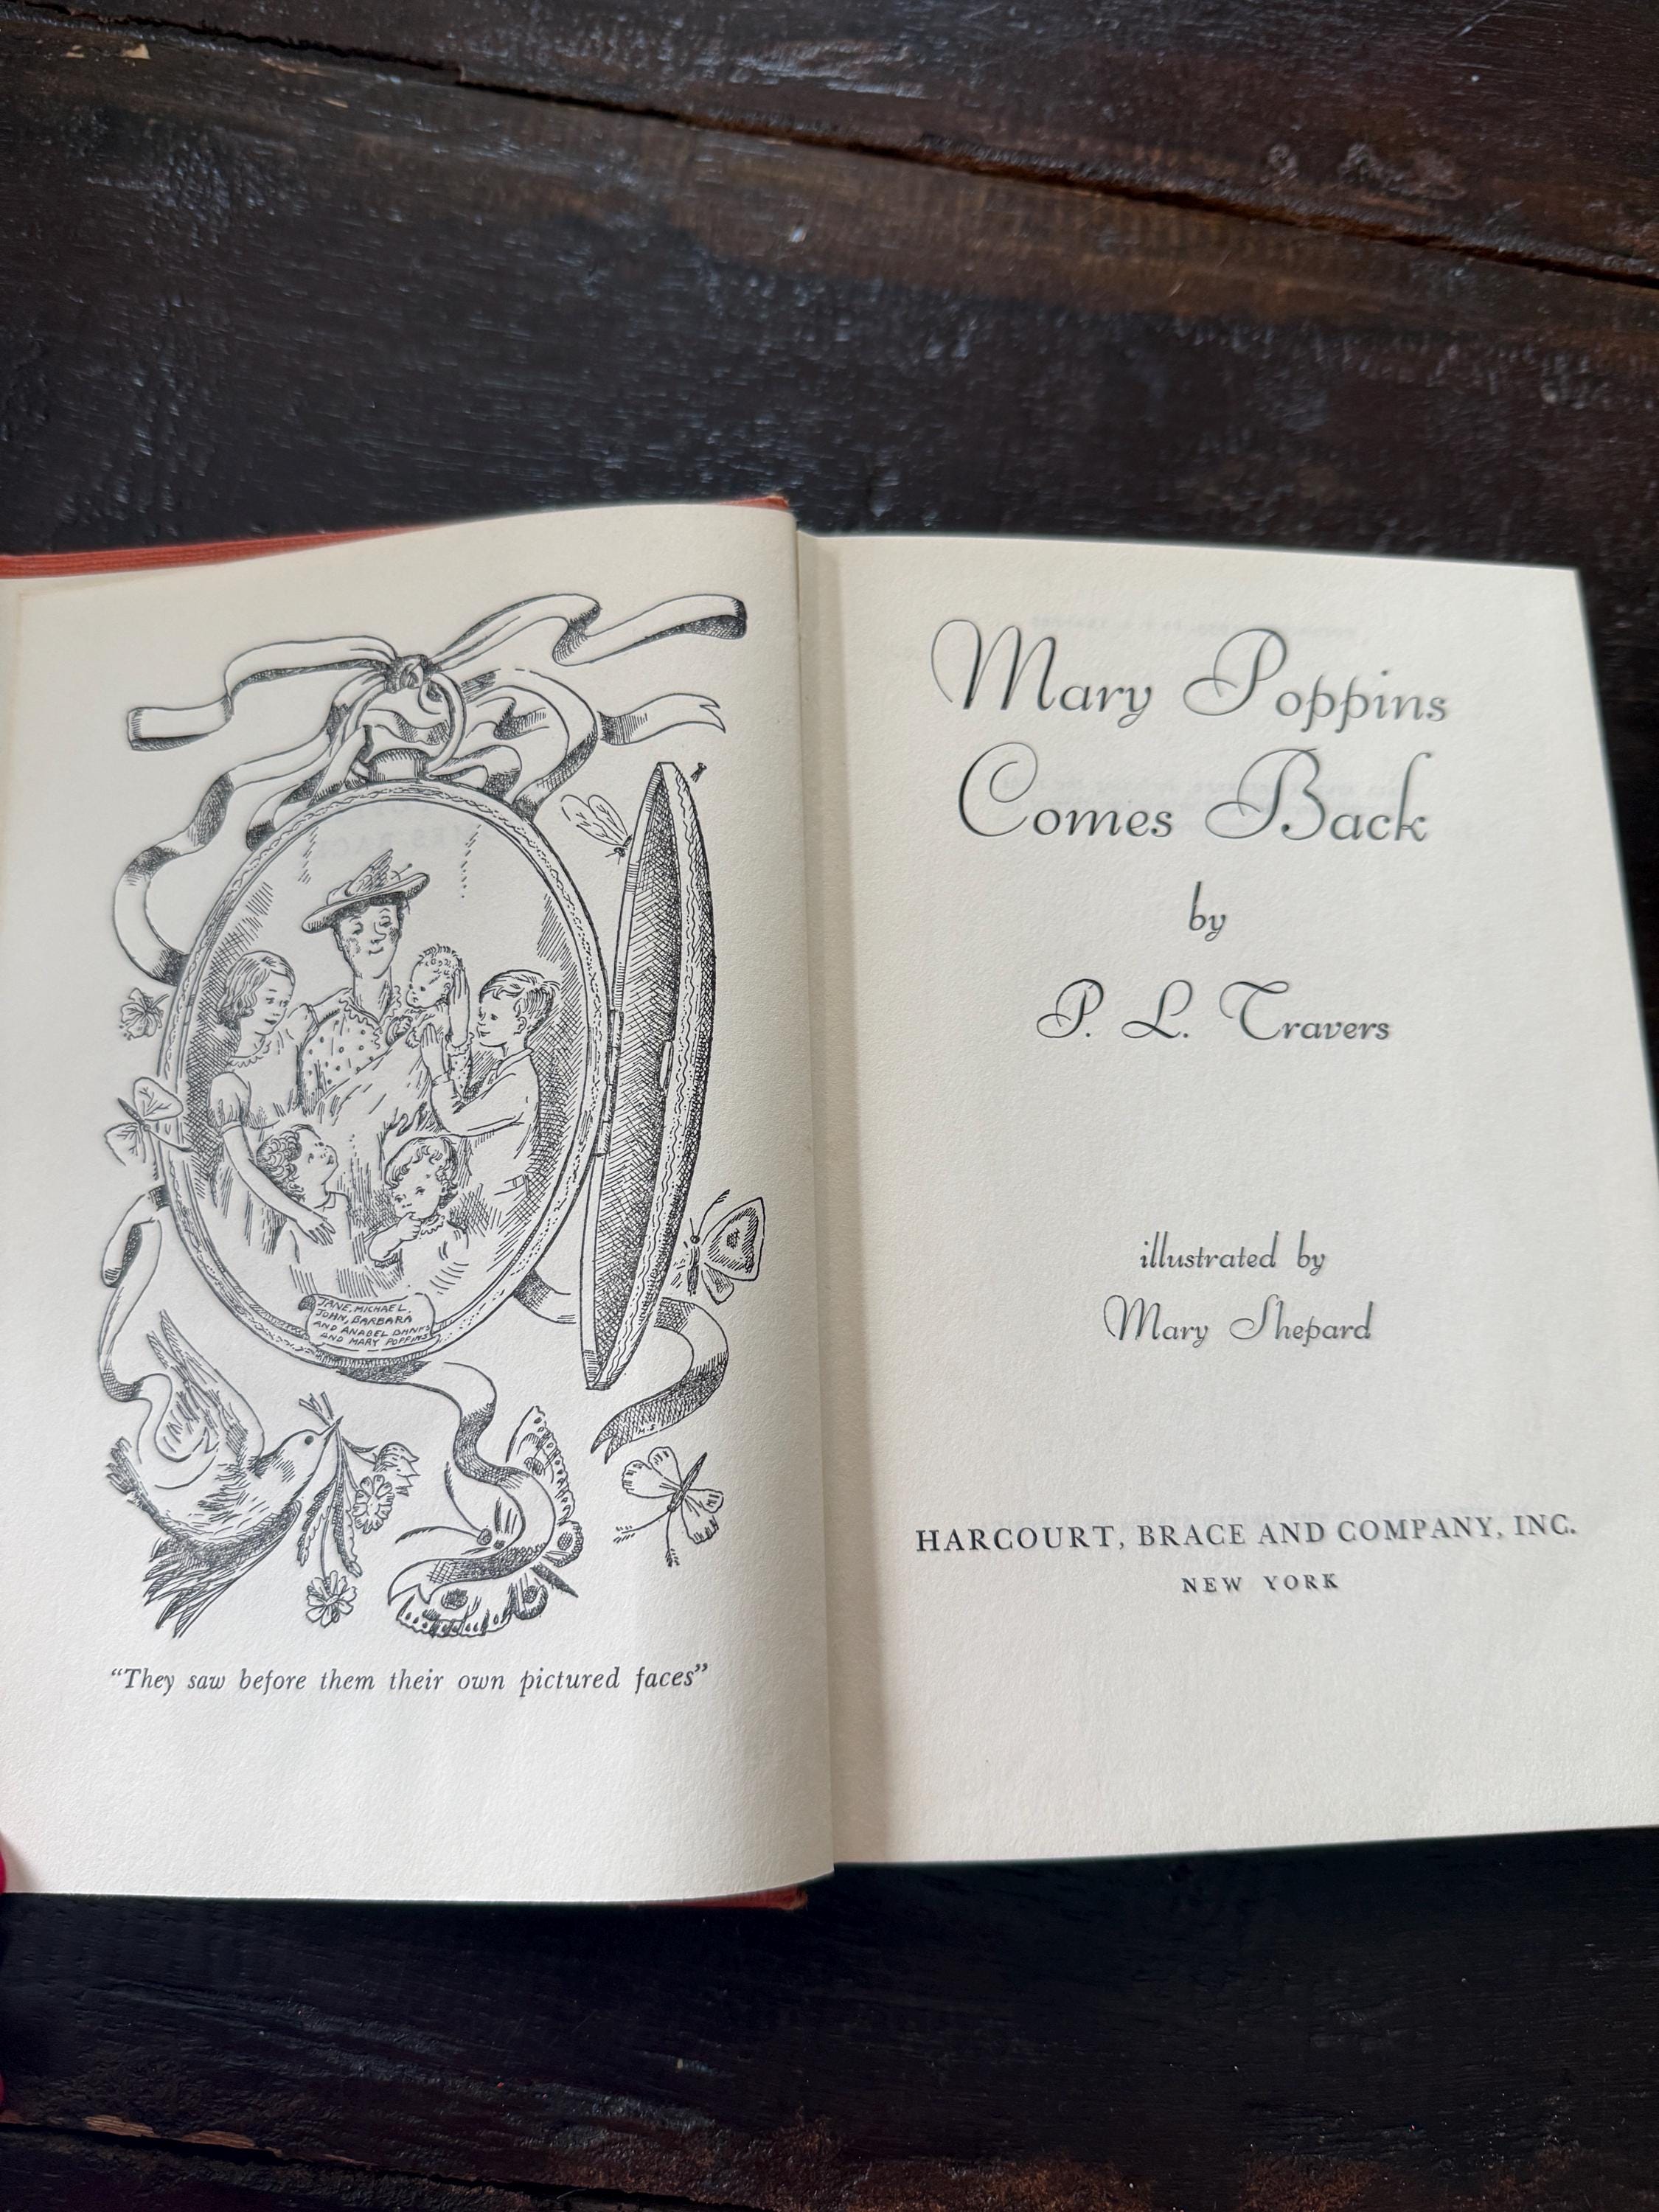 JANE, MICHAEL,
JOHN, BARBARA
AND ANABEL BANKS
AND MARY POPPINS
M.S.
"They saw before them their own pictured faces"
Mary Poppins
Comes Back
by
P. L. Travers
illustrated by
Mary Shepard
HARCOURT, BRACE AND COMPANY, INC.
NEW YORK